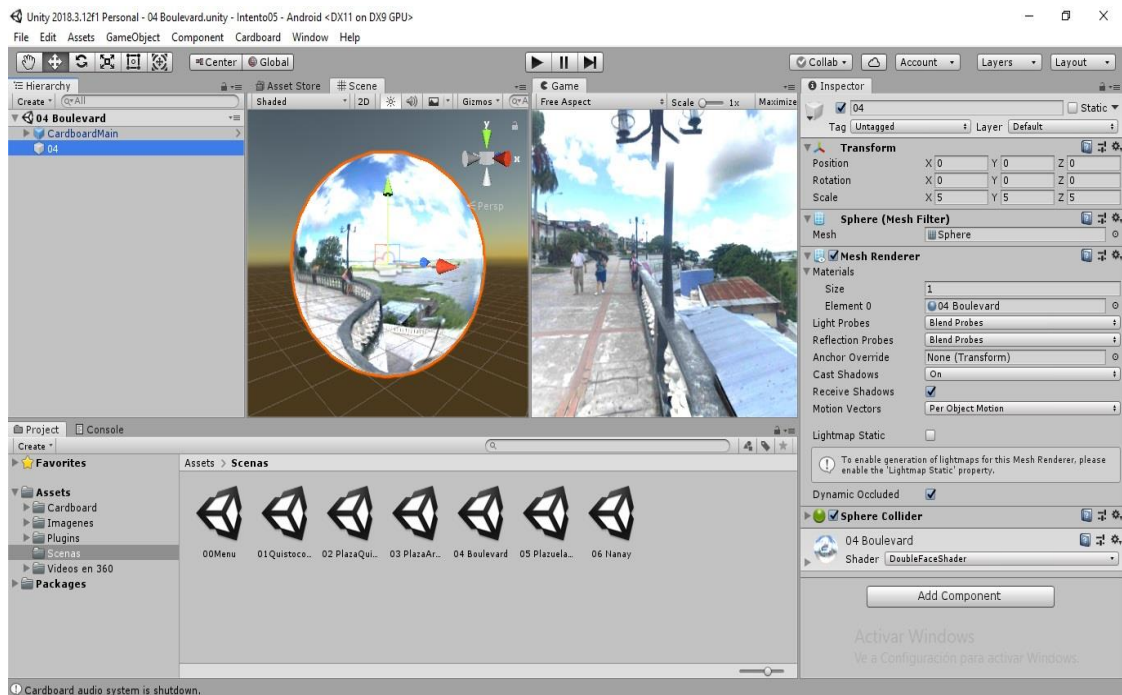 Unity 2018.3.12f1 Personal - 04 Boulevard.unity - Intento05 - Android <DX11 on DX9 GPU>
File Edit Assets GameObject Component Cardboard Window Help
Center Global Collab Account Layers Layout
Hierarchy
Create All
04 Boulevard
CardboardMain
04
Asset Store Scene
Shaded 2D Gizmos
y
x
Persp
Game
Free Aspect Scale 1x Maximize
Inspector
04 Static
Tag Untagged Layer Default
Transform
Position X 0 Y 0 Z 0
Rotation X 0 Y 0 Z 0
Scale X 5 Y 5 Z 5
Sphere (Mesh Filter)
Mesh Sphere
Mesh Renderer
Materials
Size 1
Element 0 04 Boulevard
Light Probes Blend Probes
Reflection Probes Blend Probes
Anchor Override None (Transform)
Cast Shadows On
Receive Shadows
Motion Vectors Per Object Motion
Lightmap Static
To enable generation of lightmaps for this Mesh Renderer, please
enable the 'Lightmap Static' property.
Dynamic Occluded
Sphere Collider
04 Boulevard
Shader DoubleFaceShader
Add Component
Activar Windows
Ve a Configuración para activar Windows.
Project Console
Create
Favorites
Assets
Cardboard
Imagenes
Plugins
Scenas
Videos en 360
Packages
Assets > Scenas
00Menu 01Quistoco... 02 PlazaQui... 03 PlazaAr... 04 Boulevard 05 Plazuela... 06 Nanay
Cardboard audio system is shutdown.